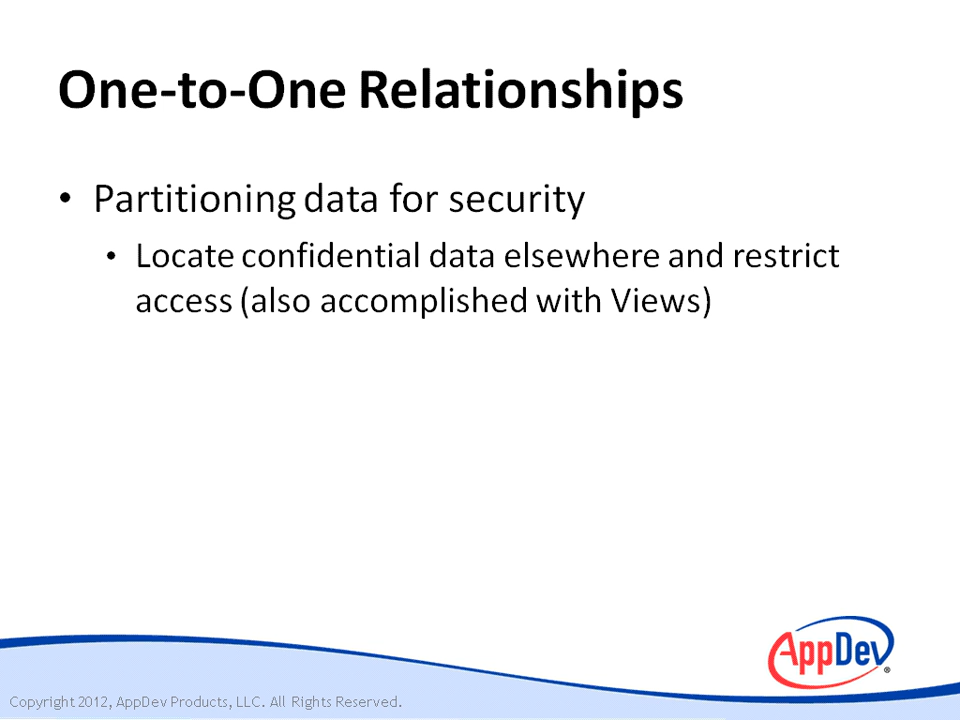 One-to-One Relationships
• Partitioning data for security
• Locate confidential data elsewhere and restrict
access (also accomplished with Views)
AppDev®
Copyright 2012, AppDev Products, LLC. All Rights Reserved.